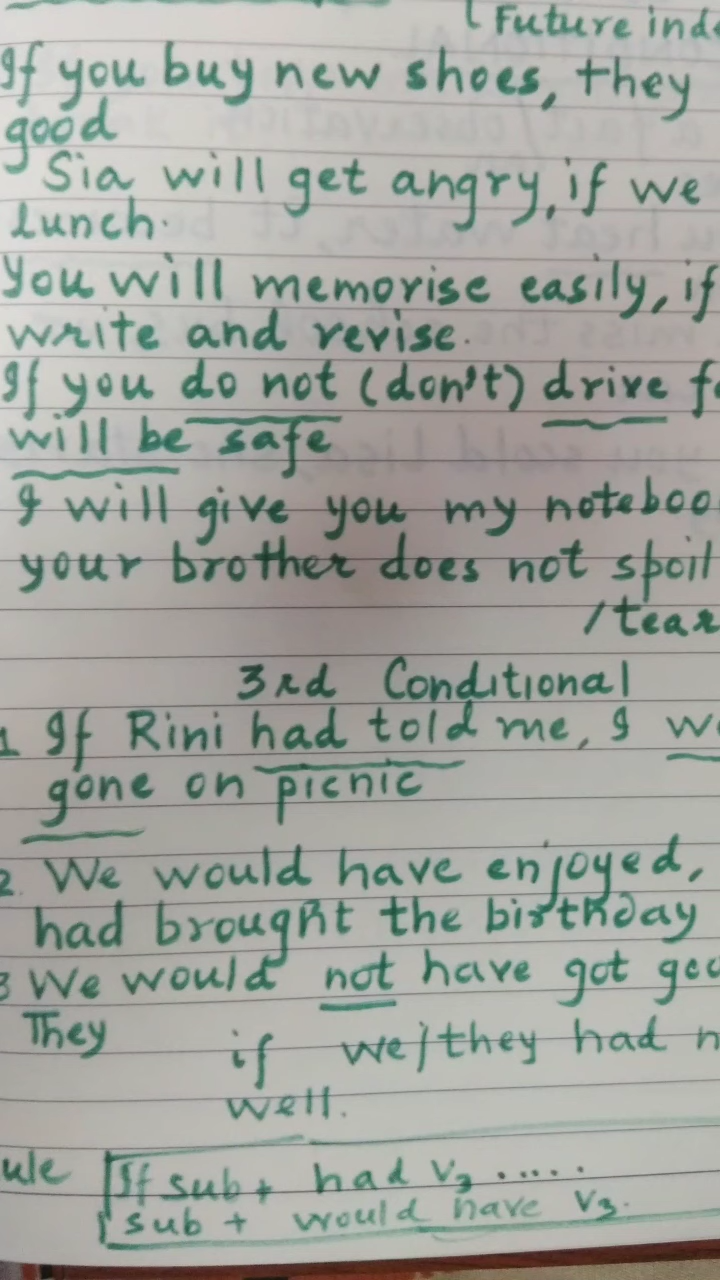 Future inde
If you buy new shoes, they
good
Sia will get angry, if we
lunch.
You will memorise easily, if
write and revise.
If you do not (don't) drive fa
will be safe
I will give you my noteboo
your brother does not spoil
/tear
3rd Conditional
1 If Rini had told me, I wo
gone on picnic
2. We would have enjoyed,
had brought the birthday
3 We would not have got goo
They
if we/they had n
well.
ule If sub + had V3 .....
sub + would have V3.